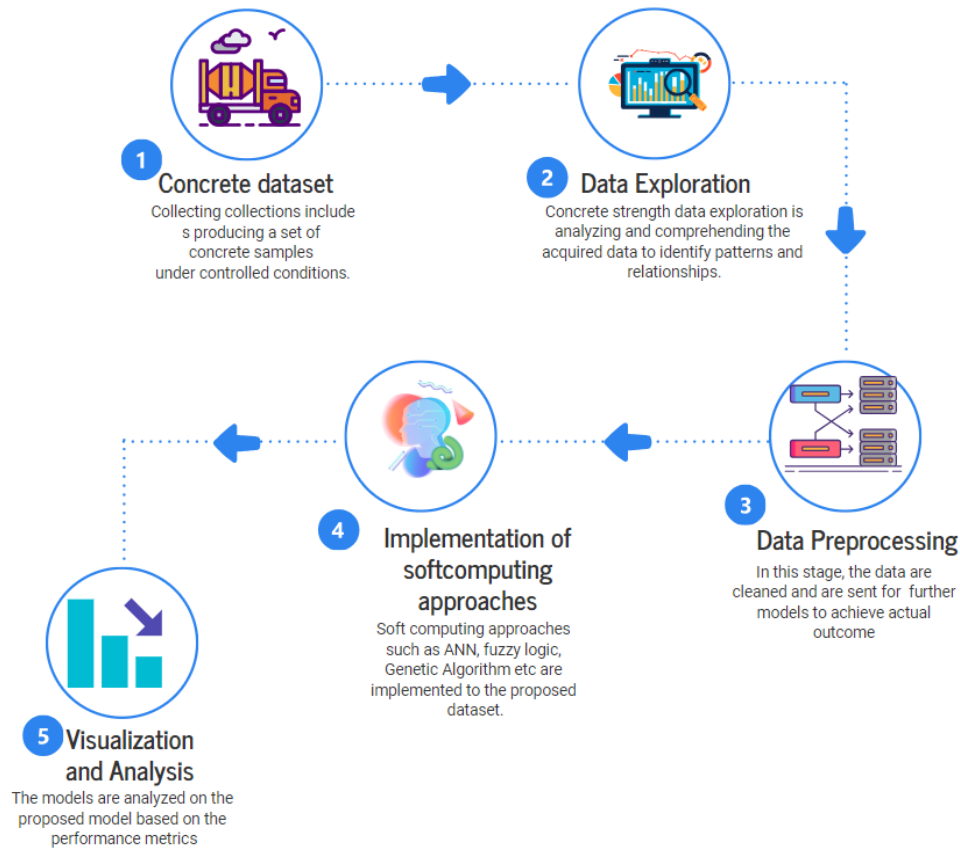 1
Concrete dataset
Collecting collections include
s producing a set of
concrete samples
under controlled conditions.
2
Data Exploration
Concrete strength data exploration is
analyzing and comprehending the
acquired data to identify patterns and
relationships.
3
Data Preprocessing
In this stage, the data are
cleaned and are sent for further
models to achieve actual
outcome
4
Implementation of
softcomputing
approaches
Soft computing approaches
such as ANN, fuzzy logic,
Genetic Algorithm etc are
implemented to the proposed
dataset.
5
Visualization
and Analysis
The models are analyzed on the
proposed model based on the
performance metrics